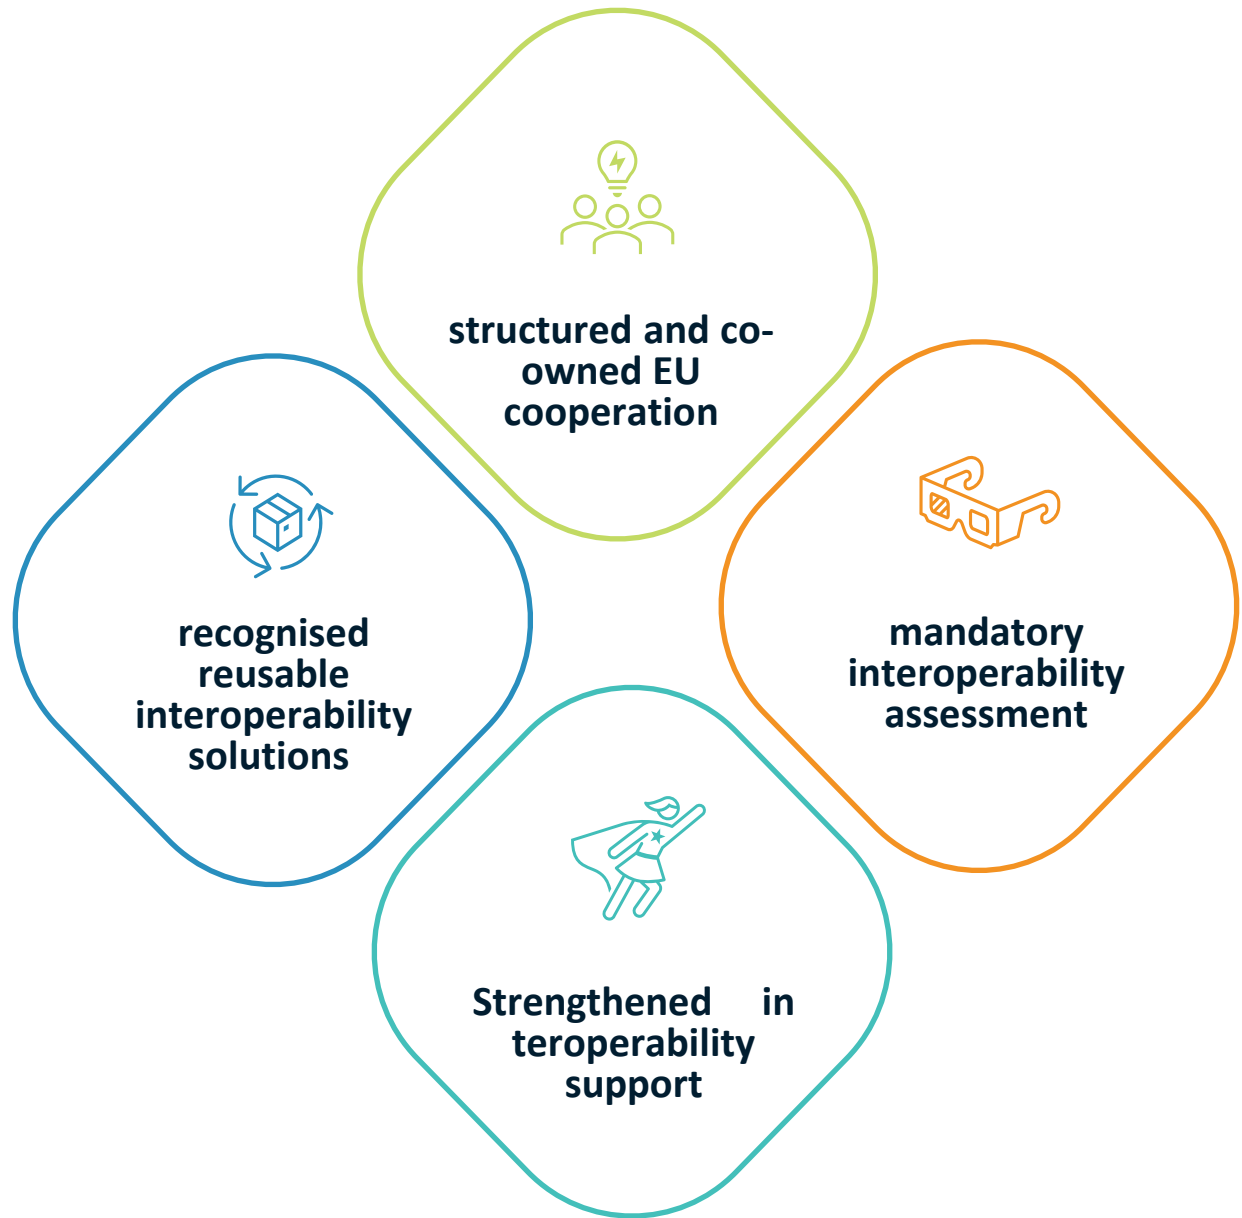 structured and co-
owned EU
cooperation
recognised
reusable
interoperability
solutions
mandatory
interoperability
assessment
Strengthened in
teroperability
support